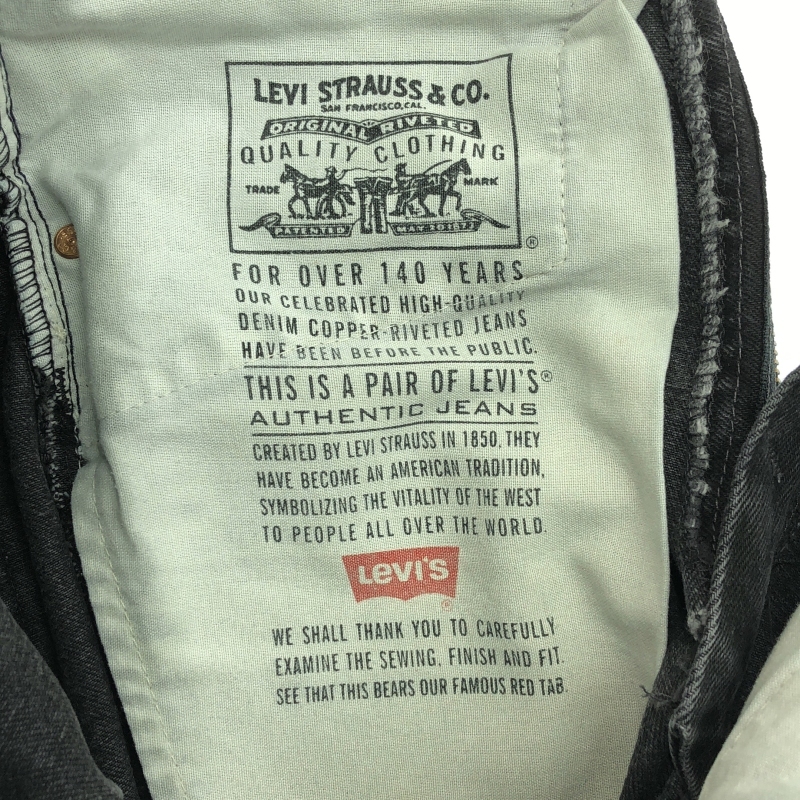 LEVI STRAUSS & CO.
SAN FRANCISCO, CAL.
ORIGINAL RIVETED
QUALITY CLOTHING
TRADE MARK
PATENTED MAY 20 1873
®
FOR OVER 140 YEARS
OUR CELEBRATED HIGH-QUALITY
DENIM COPPER-RIVETED JEANS
HAVE BEEN BEFORE THE PUBLIC.
THIS IS A PAIR OF LEVI'S®
AUTHENTIC JEANS
CREATED BY LEVI STRAUSS IN 1850, THEY
HAVE BECOME AN AMERICAN TRADITION,
SYMBOLIZING THE VITALITY OF THE WEST
TO PEOPLE ALL OVER THE WORLD.
LEVI'S
®
WE SHALL THANK YOU TO CAREFULLY
EXAMINE THE SEWING, FINISH AND FIT.
SEE THAT THIS BEARS OUR FAMOUS RED TAB.